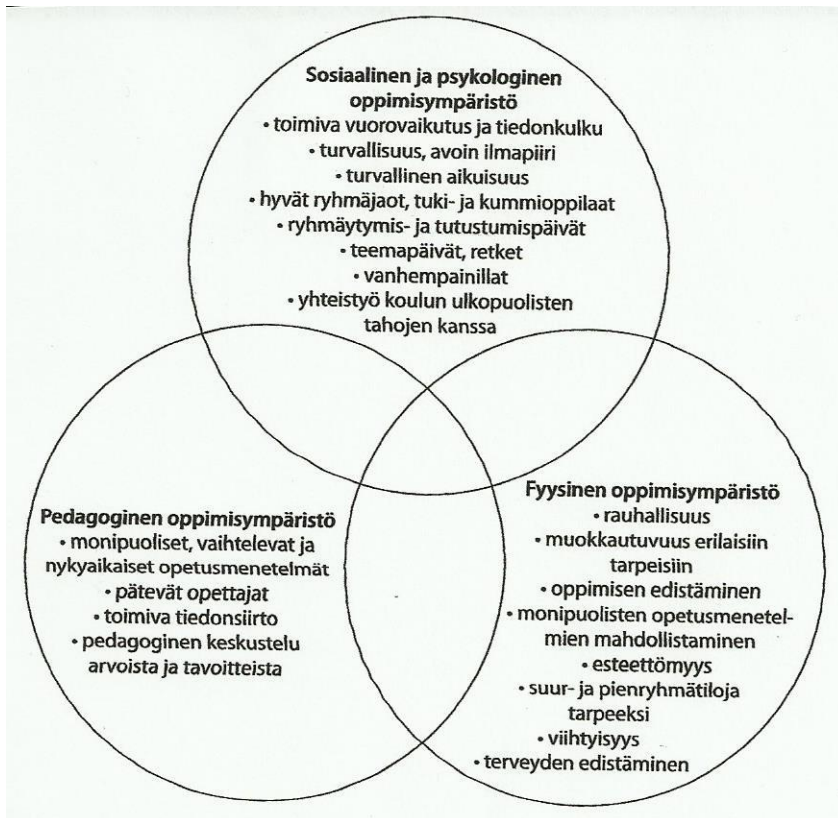 Sosiaalinen ja psykologinen
oppimisympäristö
• toimiva vuorovaikutus ja tiedonkulku
• turvallisuus, avoin ilmapiiri
• turvallinen aikuisuus
• hyvät ryhmäjaot, tuki- ja kummioppilaat
• ryhmäytymis- ja tutustumispäivät
• teemapäivät, retket
• vanhempainillat
• yhteistyö koulun ulkopuolisten
tahojen kanssa
Pedagoginen oppimisympäristö
• monipuoliset, vaihtelevat ja
nykyaikaiset opetusmenetelmät
• pätevät opettajat
• toimiva tiedonsiirto
• pedagoginen keskustelu
arvoista ja tavoitteista
Fyysinen oppimisympäristö
• rauhallisuus
• muokkautuvuus erilaisiin
tarpeisiin
• oppimisen edistäminen
• monipuolisten opetusmenetel-
mien mahdollistaminen
• esteettömyys
• suur- ja pienryhmätiloja
tarpeeksi
• viihtyisyys
• terveyden edistäminen